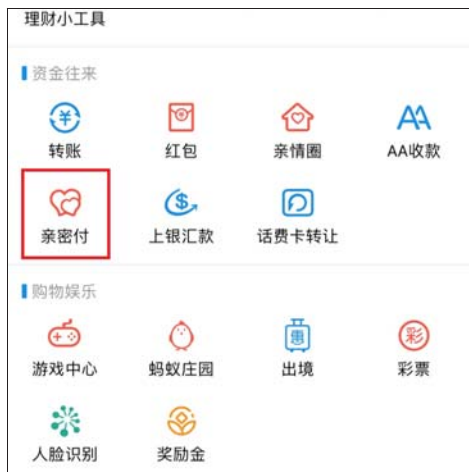 理财小工具
资金往来
转账 红包 亲情圈 AA收款
亲密付 上银汇款 话费卡转让
购物娱乐
惠 彩
游戏中心 蚂蚁庄园 出境 彩票
人脸识别 奖励金